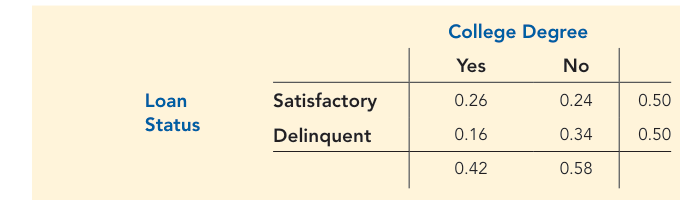 College Degree
Yes No
Loan Status Satisfactory 0.26 0.24 0.50
Delinquent 0.16 0.34 0.50
0.42 0.58